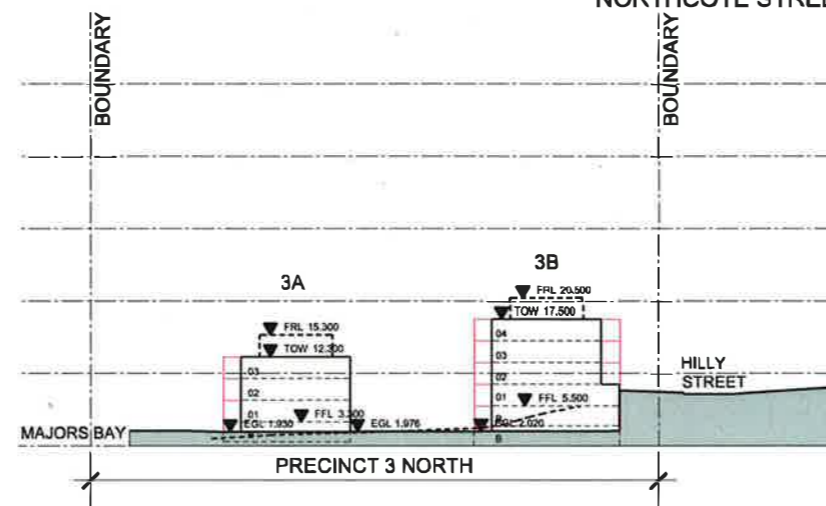 BOUNDARY
BOUNDARY
3A
3B
FRL 20.500
TOW 17.500
FRL 15.300
TOW 12.300
04
03
02
01
03
02
01
FFL 5.500
FFL 3.300
EGL 1.930
EGL 1.976
EGL 2.020
B
HILLY
STREET
MAJORS BAY
PRECINCT 3 NORTH